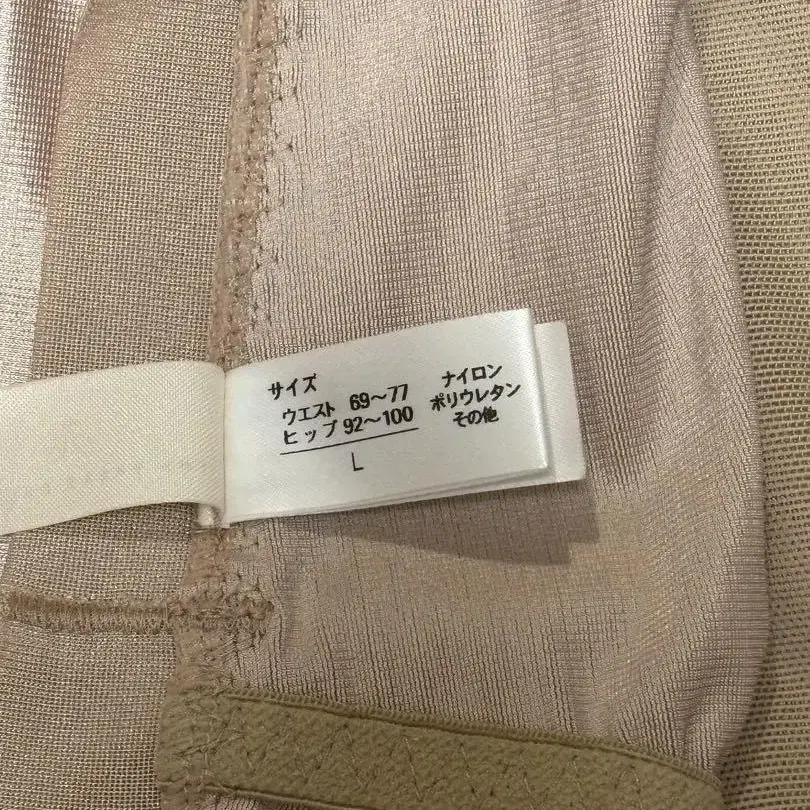 サイズ
ウエスト 69～77
ヒップ 92～100
L
ナイロン
ポリウレタン
その他